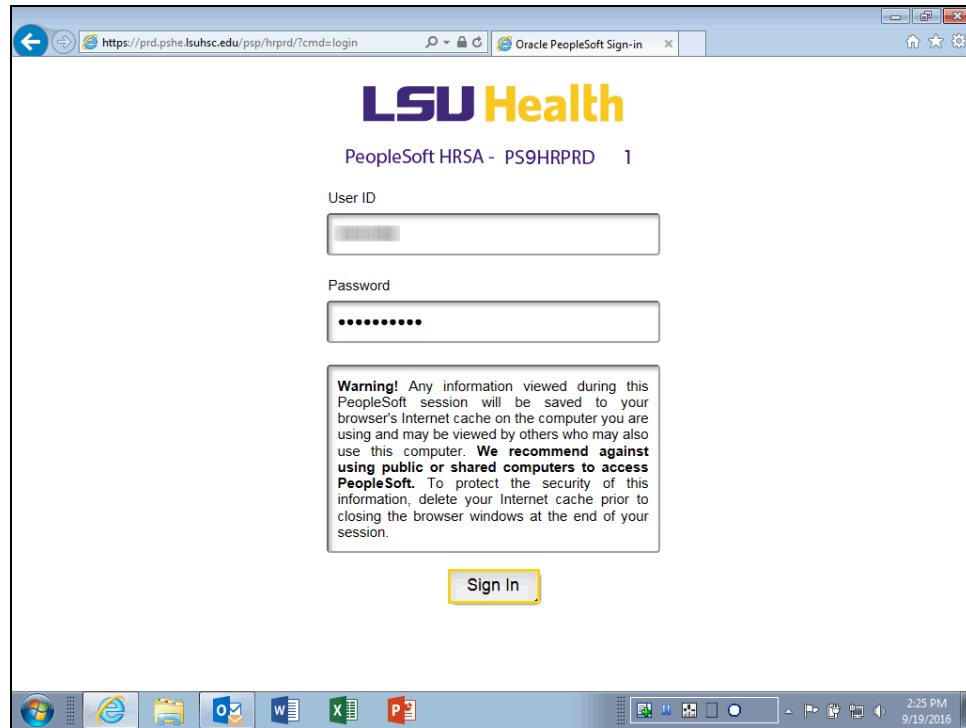 https://prd.pshe.lsuhsc.edu/psp/hrprd/?cmd=login
Oracle PeopleSoft Sign-in
LSU Health
PeopleSoft HRSA - PS9HRPRD 1
User ID
Password
Warning! Any information viewed during this
PeopleSoft session will be saved to your
browser's Internet cache on the computer you are
using and may be viewed by others who may also
use this computer. We recommend against
using public or shared computers to access
PeopleSoft. To protect the security of this
information, delete your Internet cache prior to
closing the browser windows at the end of your
session.
Sign In
2:25 PM
9/19/2016